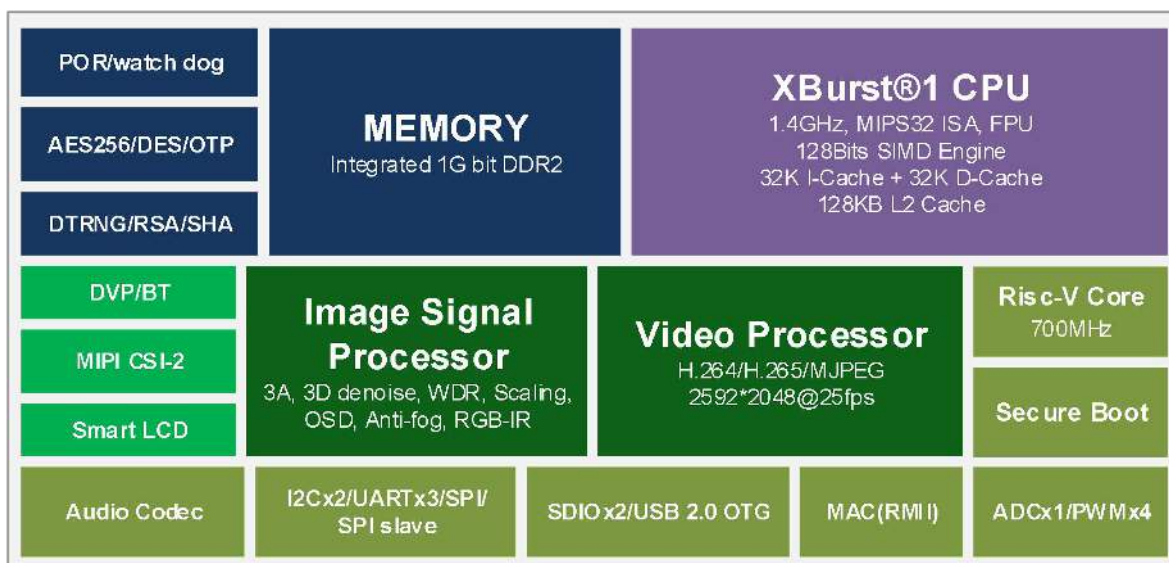 POR/watch dog
AES256/DES/OTP
DTRNG/RSA/SHA
MEMORY
Integrated 1G bit DDR2
XBurst®1 CPU
1.4GHz, MIPS32 ISA, FPU
128Bits SIMD Engine
32K I-Cache + 32K D-Cache
128KB L2 Cache
DVP/BT
MIPI CSI-2
Smart LCD
Image Signal
Processor
3A, 3D denoise, WDR, Scaling,
OSD, Anti-fog, RGB-IR
Video Processor
H.264/H.265/MJPEG
2592*2048@25fps
Risc-V Core
700MHz
Secure Boot
Audio Codec
I2Cx2/UARTx3/SPI/
SPI slave
SDIOx2/USB 2.0 OTG
MAC(RMII)
ADCx1/PWMx4